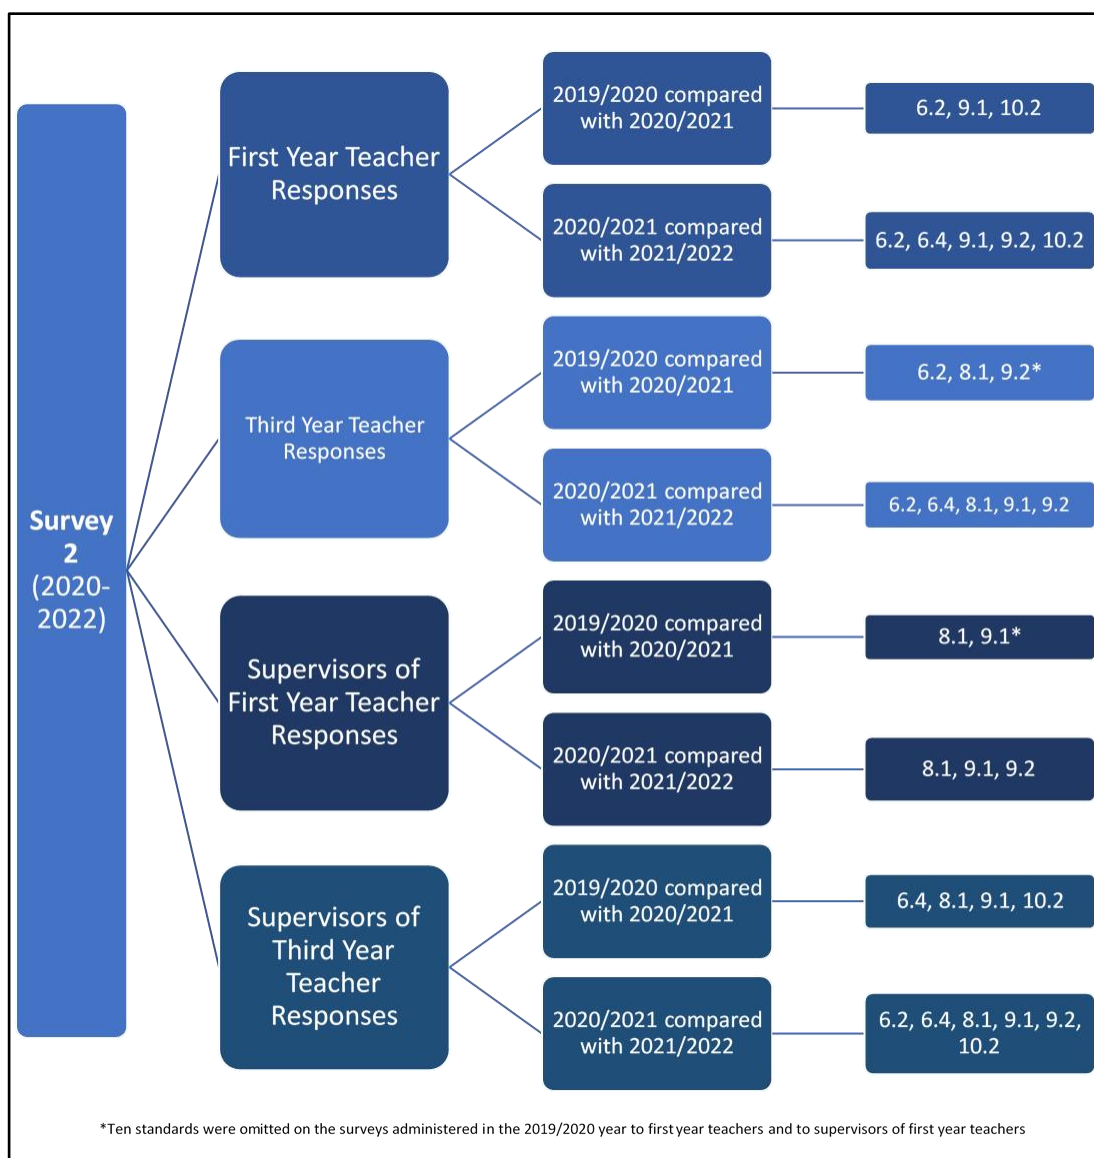 Survey
2
(2020-
2022)
First Year Teacher
Responses
2019/2020 compared
with 2020/2021
6.2, 9.1, 10.2
2020/2021 compared
with 2021/2022
6.2, 6.4, 9.1, 9.2, 10.2
Third Year Teacher
Responses
2019/2020 compared
with 2020/2021
6.2, 8.1, 9.2*
2020/2021 compared
with 2021/2022
6.2, 6.4, 8.1, 9.1, 9.2
Supervisors of
First Year Teacher
Responses
2019/2020 compared
with 2020/2021
8.1, 9.1*
2020/2021 compared
with 2021/2022
8.1, 9.1, 9.2
Supervisors of
Third Year
Teacher
Responses
2019/2020 compared
with 2020/2021
6.4, 8.1, 9.1, 10.2
2020/2021 compared
with 2021/2022
6.2, 6.4, 8.1, 9.1, 9.2,
10.2
*Ten standards were omitted on the surveys administered in the 2019/2020 year to first year teachers and to supervisors of first year teachers